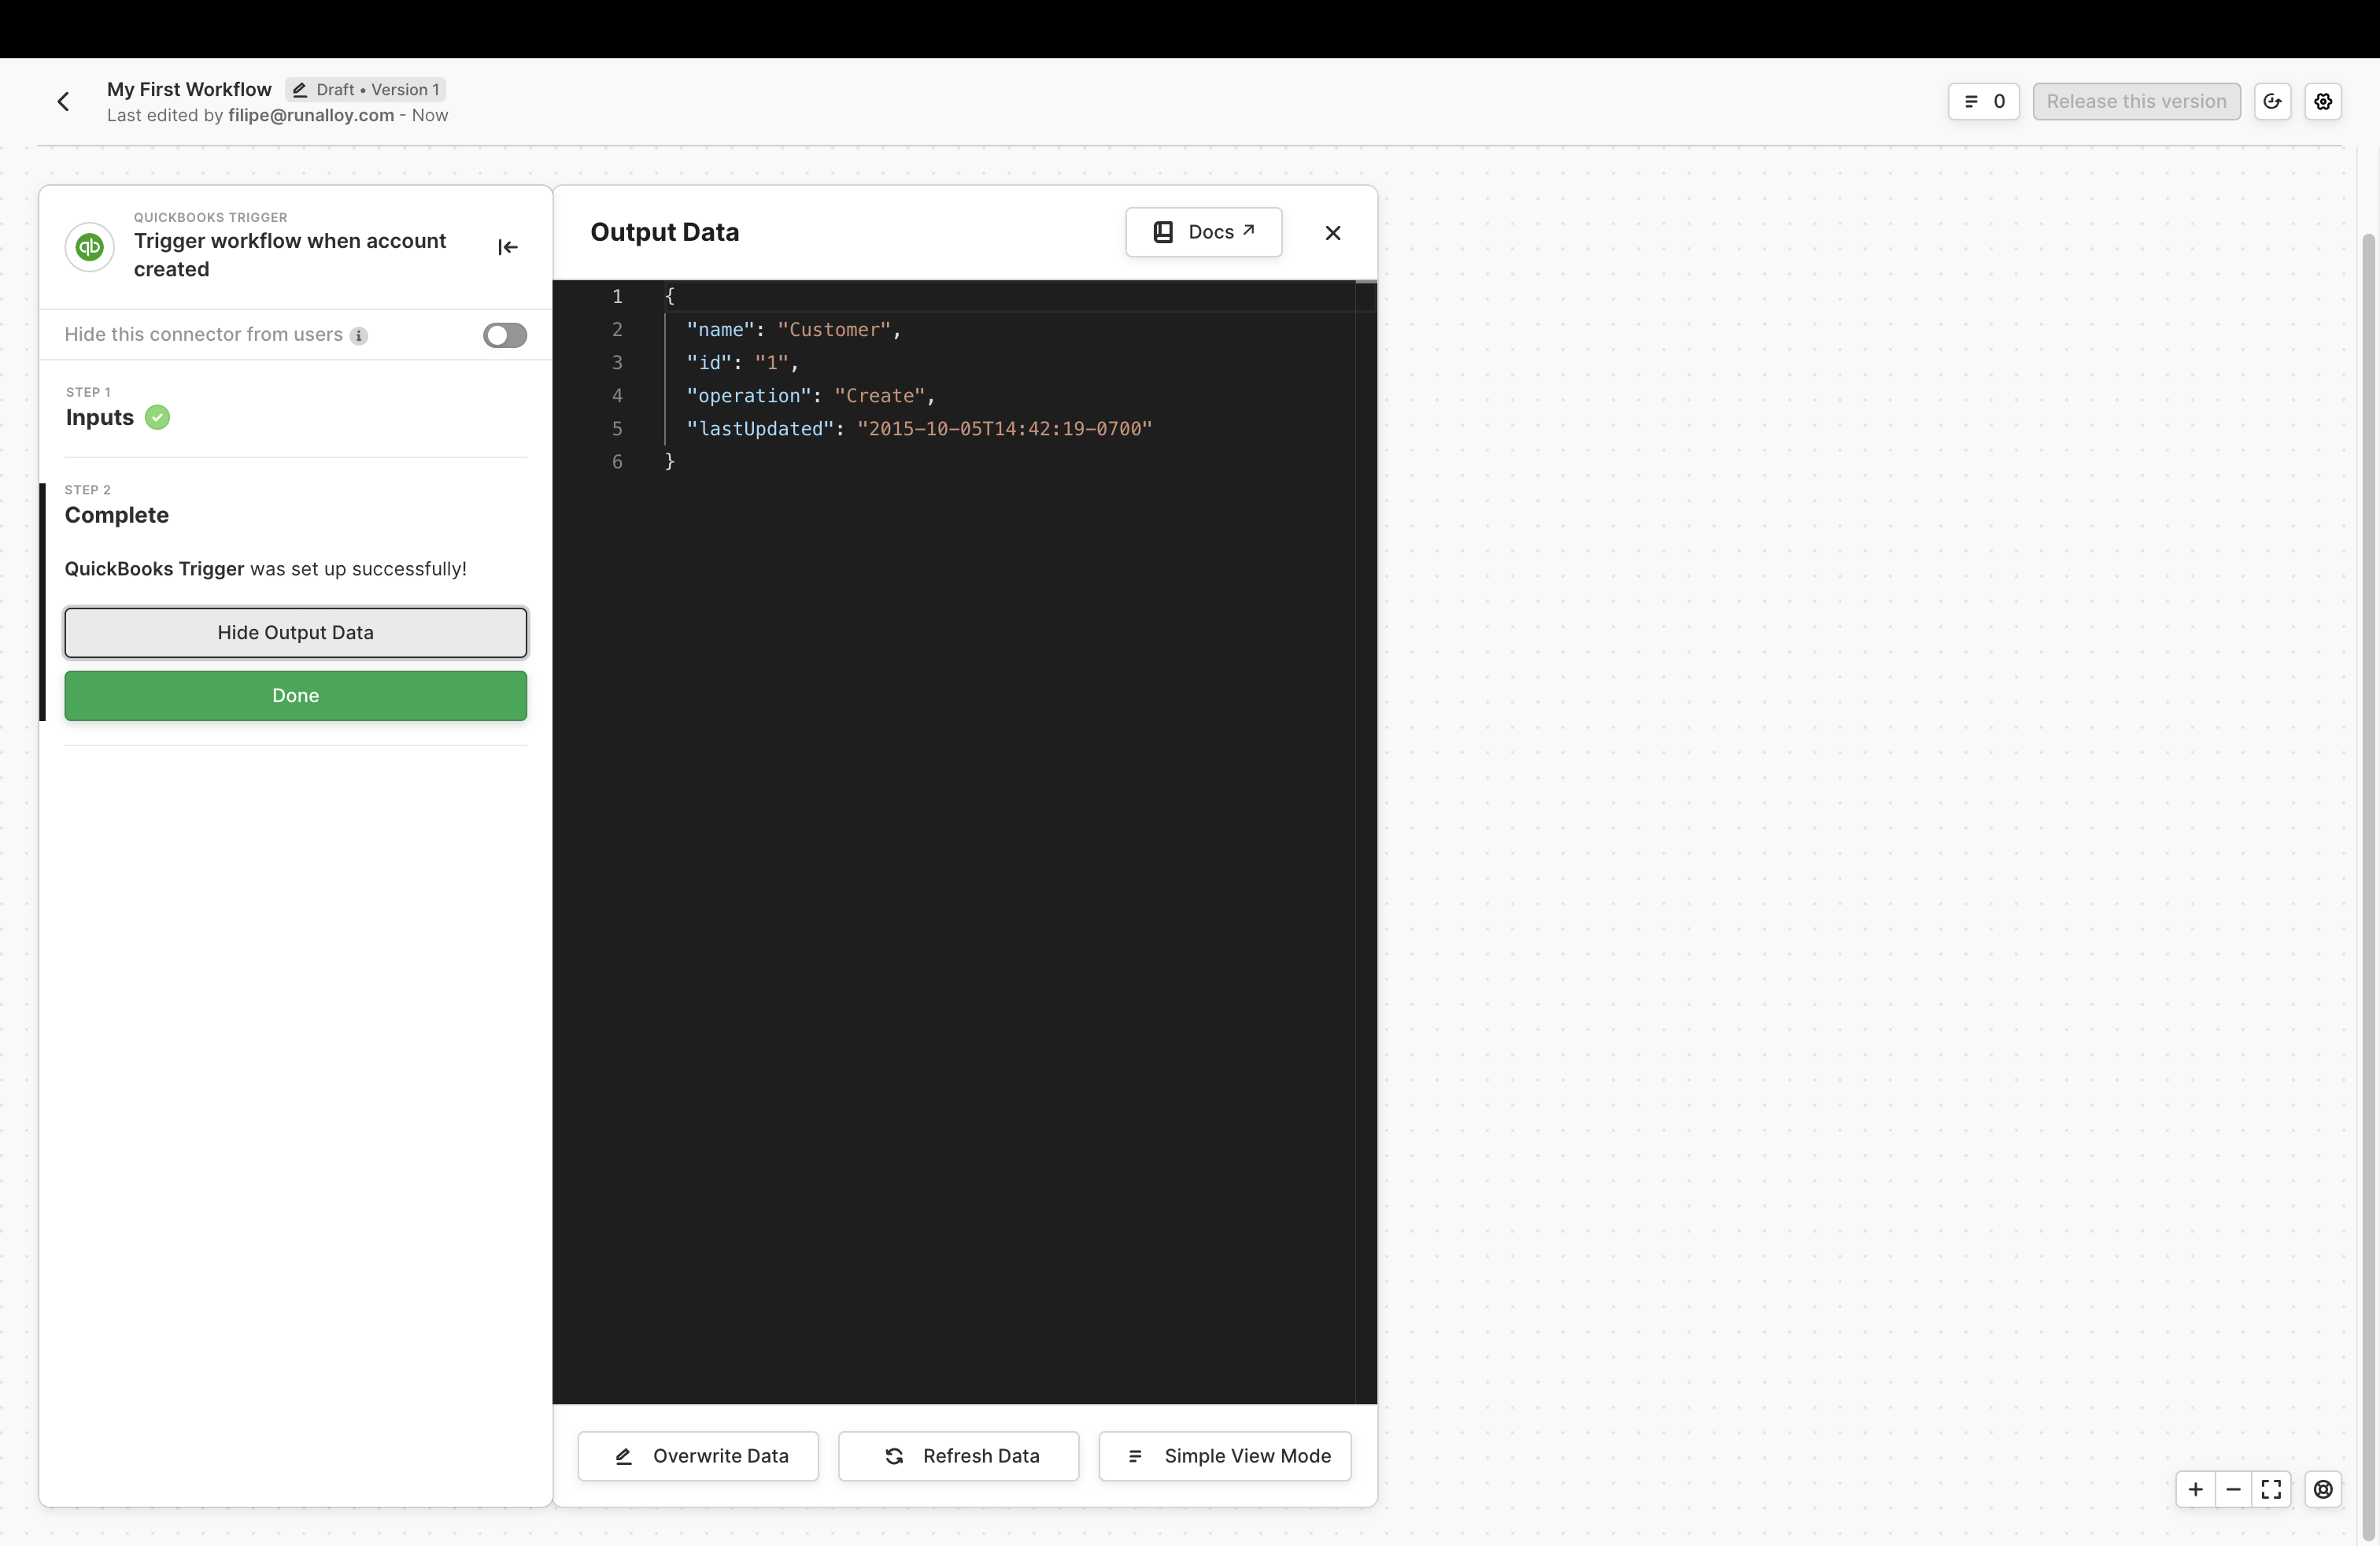 My First Workflow Draft • Version 1
Last edited by filipe@runalloy.com - Now
0
Release this version
QUICKBOOKS TRIGGER
Trigger workflow when account
created
Hide this connector from users
STEP 1
Inputs
STEP 2
Complete
QuickBooks Trigger was set up successfully!
Hide Output Data
Done
qb
Output Data
Docs
1 {
2 "name": "Customer",
3 "id": "1",
4 "operation": "Create",
5 "lastUpdated": "2015-10-05T14:42:19-0700"
6 }
Overwrite Data
Refresh Data
Simple View Mode